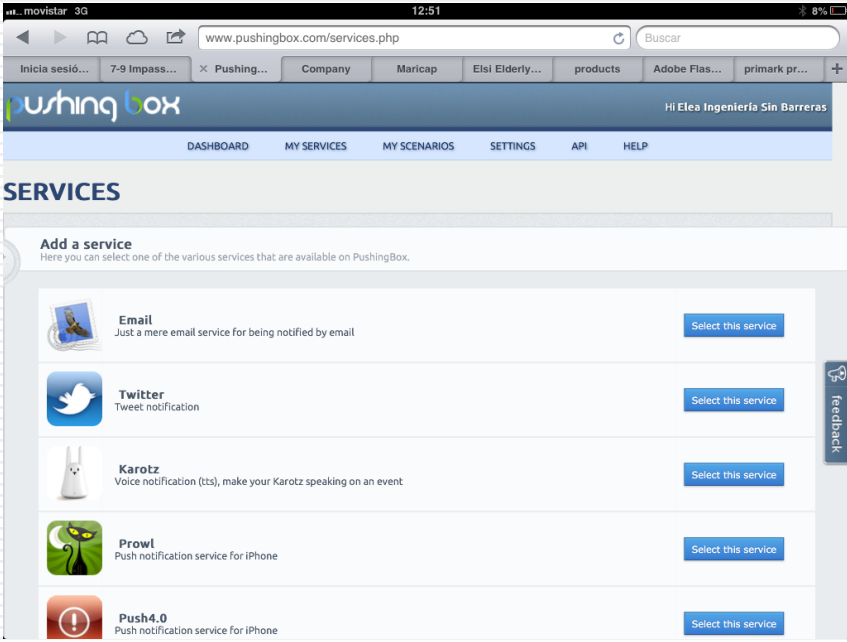 movistar 3G 12:51 8%
www.pushingbox.com/services.php Buscar
Inicia sesió... 7-9 Impass... Pushing... Company Maricap Elsi Elderly... products Adobe Flas... primark pr...
pushing box Hi Elea Ingeniería Sin Barreras
DASHBOARD MY SERVICES MY SCENARIOS SETTINGS API HELP
SERVICES
Add a service
Here you can select one of the various services that are available on PushingBox.
Email
Just a mere email service for being notified by email
Select this service
Twitter
Tweet notification
Select this service
Karotz
Voice notification (tts), make your Karotz speaking on an event
Select this service
Prowl
Push notification service for iPhone
Select this service
Push4.0
Push notification service for iPhone
Select this service
feedback